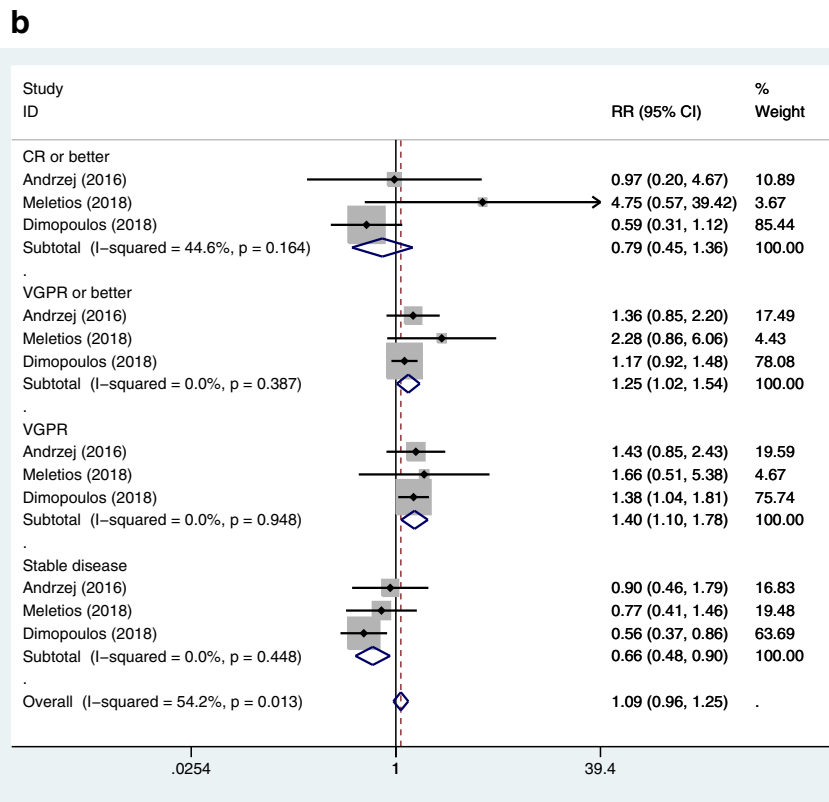 b
Study %
ID RR (95% CI) Weight
CR or better
Andrzej (2016) 0.97 (0.20, 4.67) 10.89
Meletios (2018) 4.75 (0.57, 39.42) 3.67
Dimopoulos (2018) 0.59 (0.31, 1.12) 85.44
Subtotal (I−squared = 44.6%, p = 0.164) 0.79 (0.45, 1.36) 100.00
.
VGPR or better
Andrzej (2016) 1.36 (0.85, 2.20) 17.49
Meletios (2018) 2.28 (0.86, 6.06) 4.43
Dimopoulos (2018) 1.17 (0.92, 1.48) 78.08
Subtotal (I−squared = 0.0%, p = 0.387) 1.25 (1.02, 1.54) 100.00
.
VGPR
Andrzej (2016) 1.43 (0.85, 2.43) 19.59
Meletios (2018) 1.66 (0.51, 5.38) 4.67
Dimopoulos (2018) 1.38 (1.04, 1.81) 75.74
Subtotal (I−squared = 0.0%, p = 0.948) 1.40 (1.10, 1.78) 100.00
.
Stable disease
Andrzej (2016) 0.90 (0.46, 1.79) 16.83
Meletios (2018) 0.77 (0.41, 1.46) 19.48
Dimopoulos (2018) 0.56 (0.37, 0.86) 63.69
Subtotal (I−squared = 0.0%, p = 0.448) 0.66 (0.48, 0.90) 100.00
.
Overall (I−squared = 54.2%, p = 0.013) 1.09 (0.96, 1.25) .
.0254 1 39.4